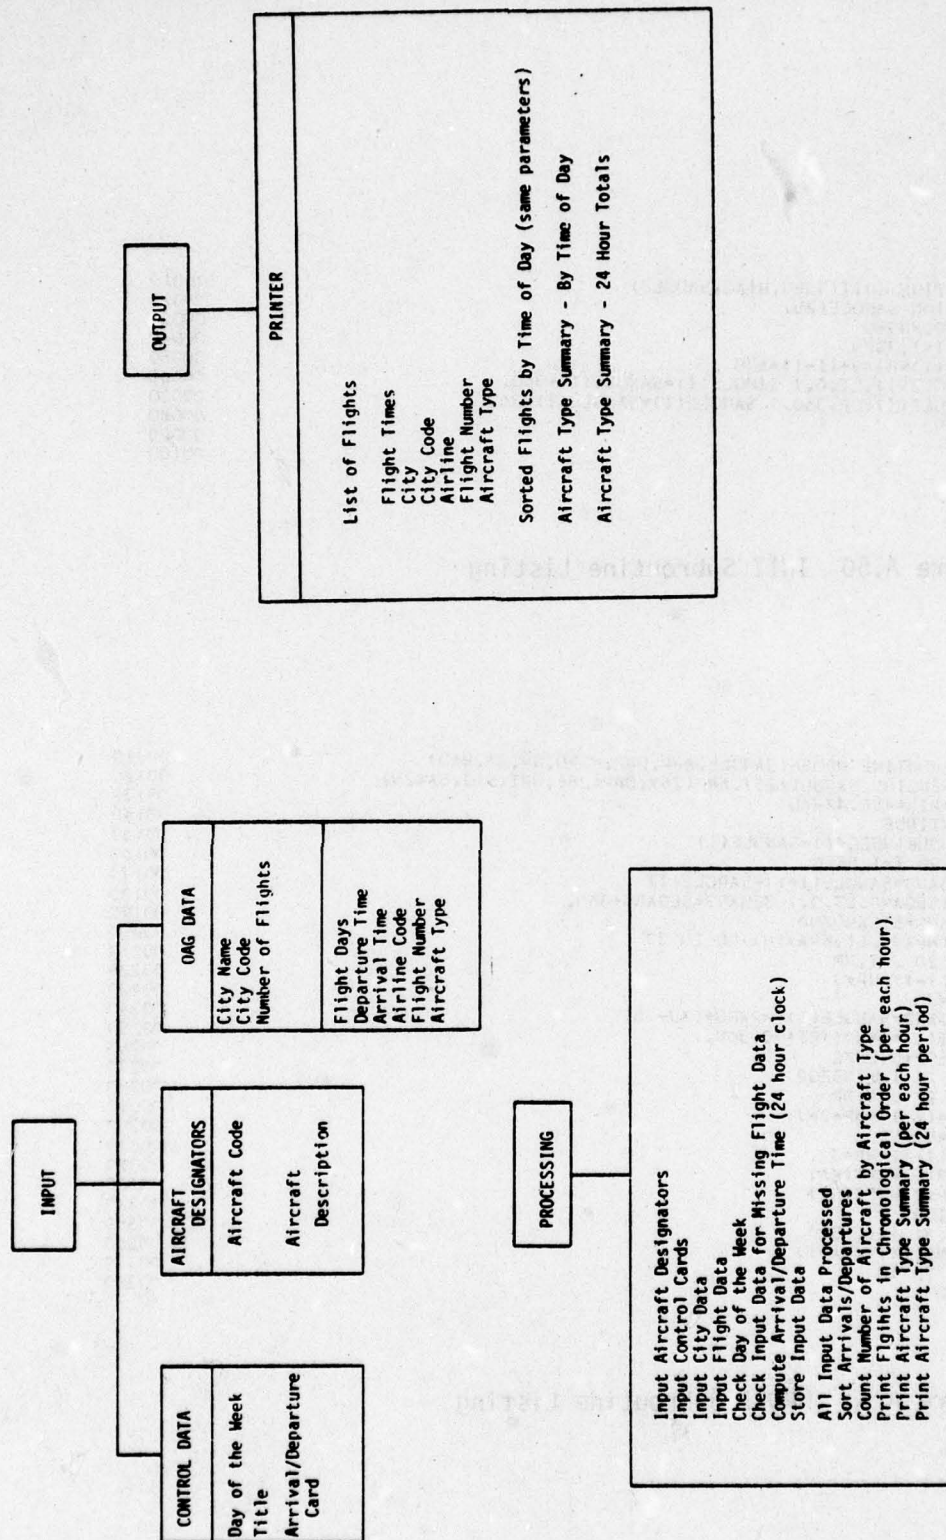 INPUT
CONTROL DATA
Day of the Week
Title
Arrival/Departure
Card
AIRCRAFT
DESIGNATORS
Aircraft Code
Aircraft
Description
OAG DATA
City Name
City Code
Number of Flights
Flight Days
Departure Time
Arrival Time
Airline Code
Flight Number
Aircraft Type
PROCESSING
Input Aircraft Designators
Input Control Cards
Input City Data
Input Flight Data
Check Day of the Week
Check Input Data for Missing Flight Data
Compute Arrival/Departure Time (24 hour clock)
Store Input Data
All Input Data Processed
Sort Arrivals/Departures
Count Number of Aircraft by Aircraft Type
Print Flgihts in Chronological Order (per each hour)
Print Aircraft Type Summary (per each hour)
Print Aircraft Type Summary (24 hour period)
OUTPUT
PRINTER
List of Flights
Flight Times
City
City Code
Airline
Flight Number
Aircraft Type
Sorted Flights by Time of Day (same parameters)
Aircraft Type Summary - By Time of Day
Aircraft Type Summary - 24 Hour Totals